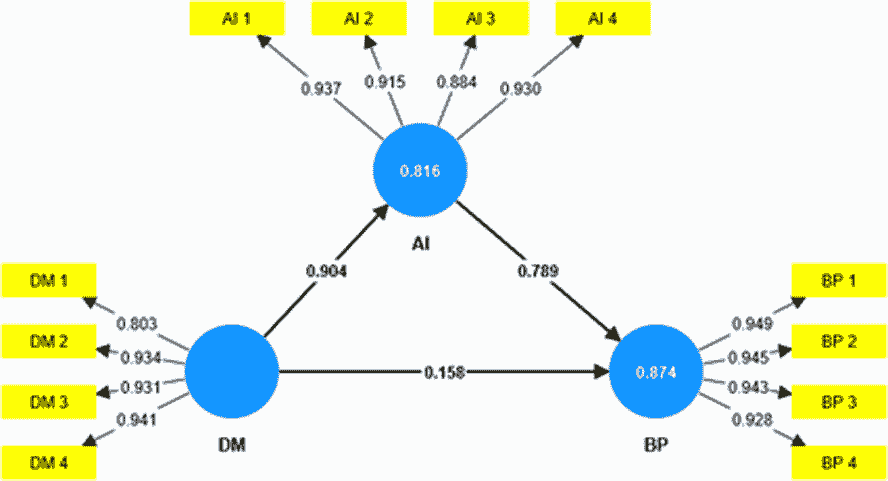 AI 1 AI 2 AI 3 AI 4
0.937 0.915 0.884 0.930
0.816
AI
0.904 0.789
DM 1 BP 1
0.803 0.949
DM 2 BP 2
0.934 0.945
DM 3 0.158 0.874 BP 3
0.931 0.943
0.941 0.928
DM 4 DM BP BP 4